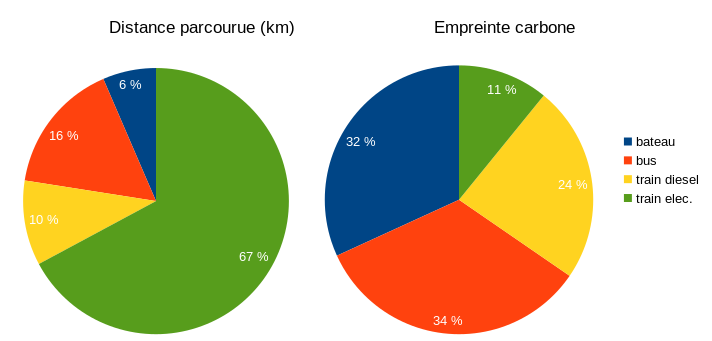 Distance parcourue (km)
6 %
16 %
10 %
67 %
Empreinte carbone
11 %
32 %
24 %
34 %
bateau
bus
train diesel
train elec.